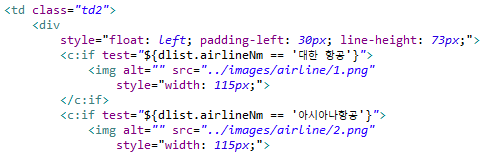 <td class="td2">
<div
style="float: left; padding-left: 30px; line-height: 73px;">
<c:if test="${dlist.airlineNm == '대한 항공'}">
<img alt="" src="../images/airline/1.png"
style="width: 115px;">
</c:if>
<c:if test="${dlist.airlineNm == '아시아나항공'}">
<img alt="" src="../images/airline/2.png"
style="width: 115px;">